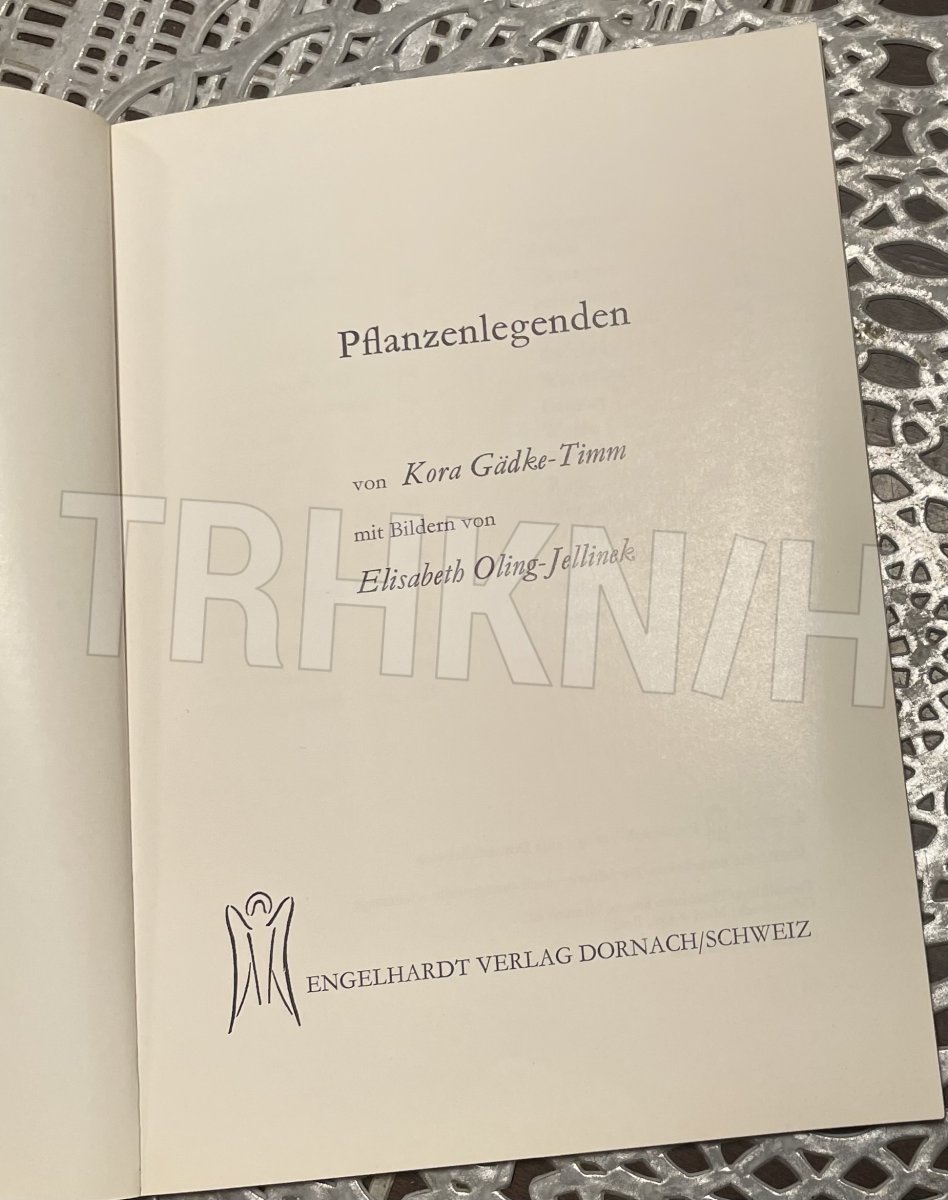 Pflanzenlegenden
von Kora Gädke-Timm
mit Bildern von
Elisabeth Oling-Jellinek
TRHKN/H
ENGELHARDT VERLAG DORNACH/SCHWEIZ